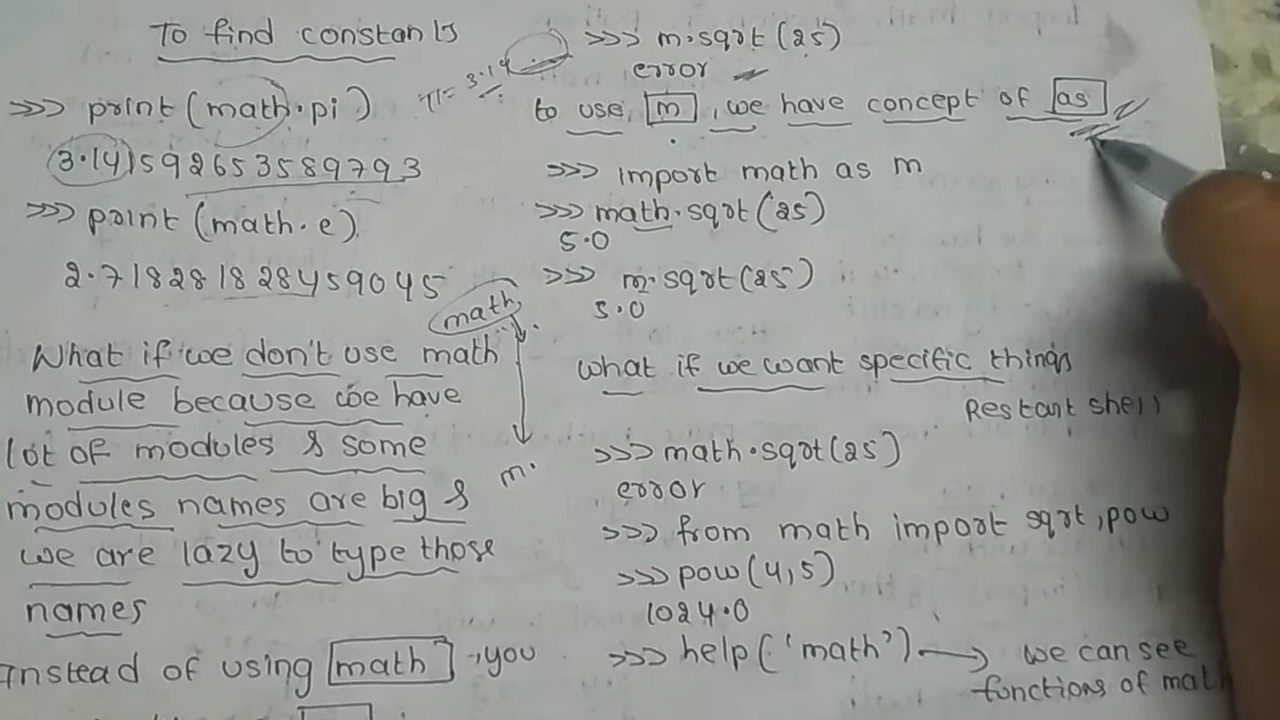 To find constants
>>> print(math.pi)
π= 3.14
3.141592653589793
>>> print(math.e)
2.718281828459045
math.
m.
What if we don't use math
module because we have
lot of modules & some
modules names are big &
we are lazy to type those
names
Instead of using math , you
>>> m.sqrt(25)
error
to use m , we have concept of as
>>> import math as m
>>> math.sqrt(25)
5.0
>>> m.sqrt(25)
5.0
what if we want specific things
Restart shell
>>> math.sqrt(25)
error
>>> from math import sqrt,pow
>>> pow(4,5)
1024.0
>>> help('math') → we can see
functions of math